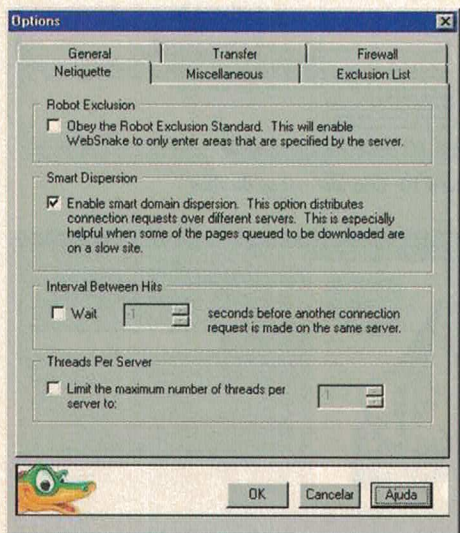 Options
General
Transfer
Firewall
Netiquette
Miscellaneous
Exclusion List
Robot Exclusion
Obey the Robot Exclusion Standard. This will enable
WebSnake to only enter areas that are specified by the server.
Smart Dispersion
Enable smart domain dispersion. This option distributes
connection requests over different servers. This is especially
helpful when some of the pages queued to be downloaded are
on a slow site.
Interval Between Hits
Wait
-1
seconds before another connection
request is made on the same server.
Threads Per Server
Limit the maximum number of threads per
server to:
1
OK
Cancelar
Ajuda